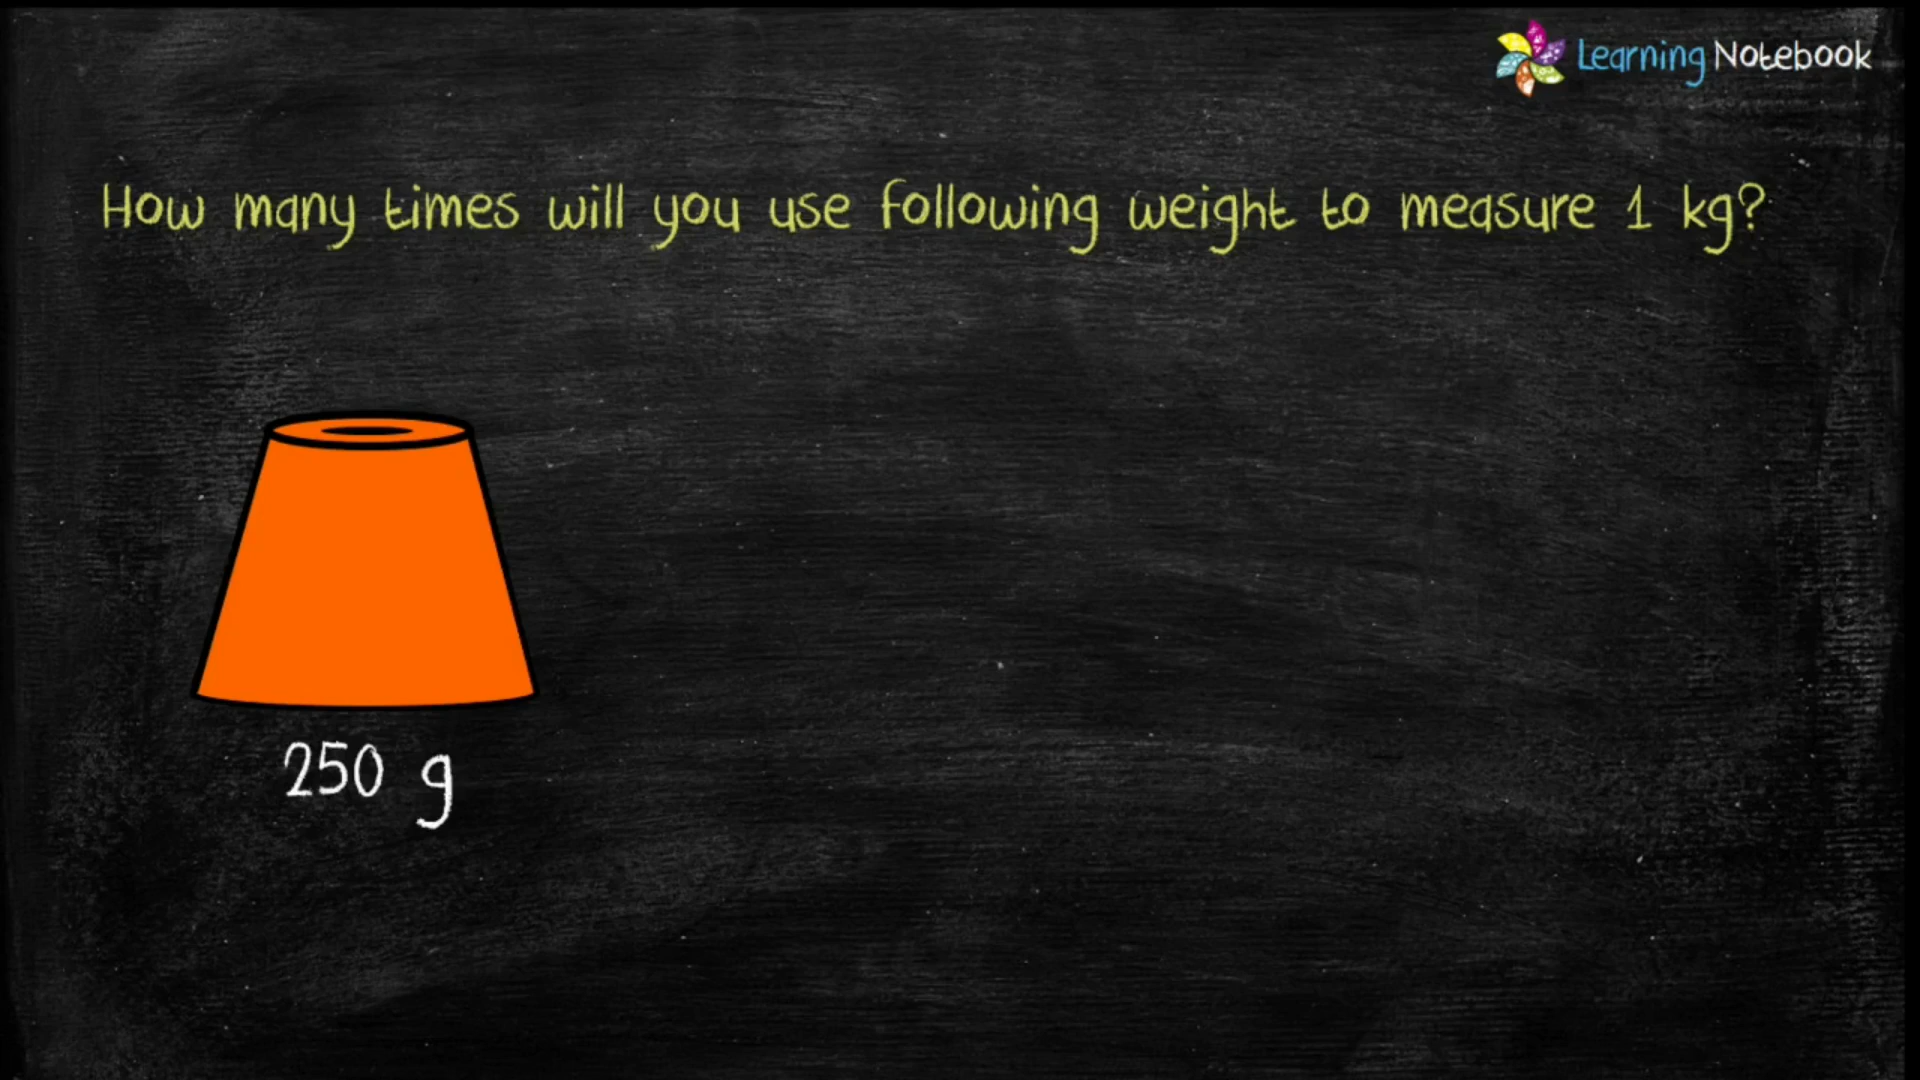 Learning Notebook
How many times will you use following weight to measure 1 kg?
250 g